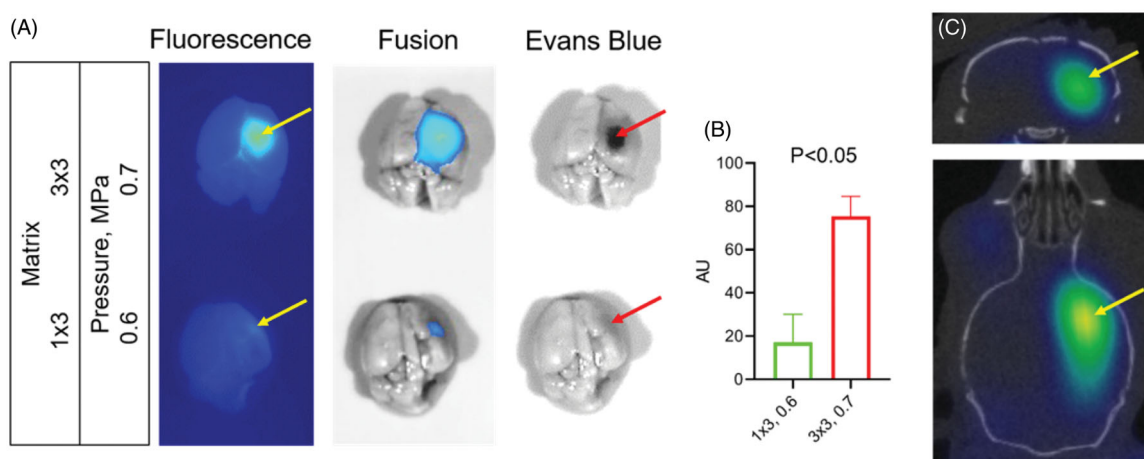 (A)
Fluorescence
Fusion
Evans Blue
Matrix
3x3
1x3
Pressure, MPa
0.7
0.6
(B)
P<0.05
AU
100
80
60
40
20
0
1x3, 0.6
3x3, 0.7
(C)